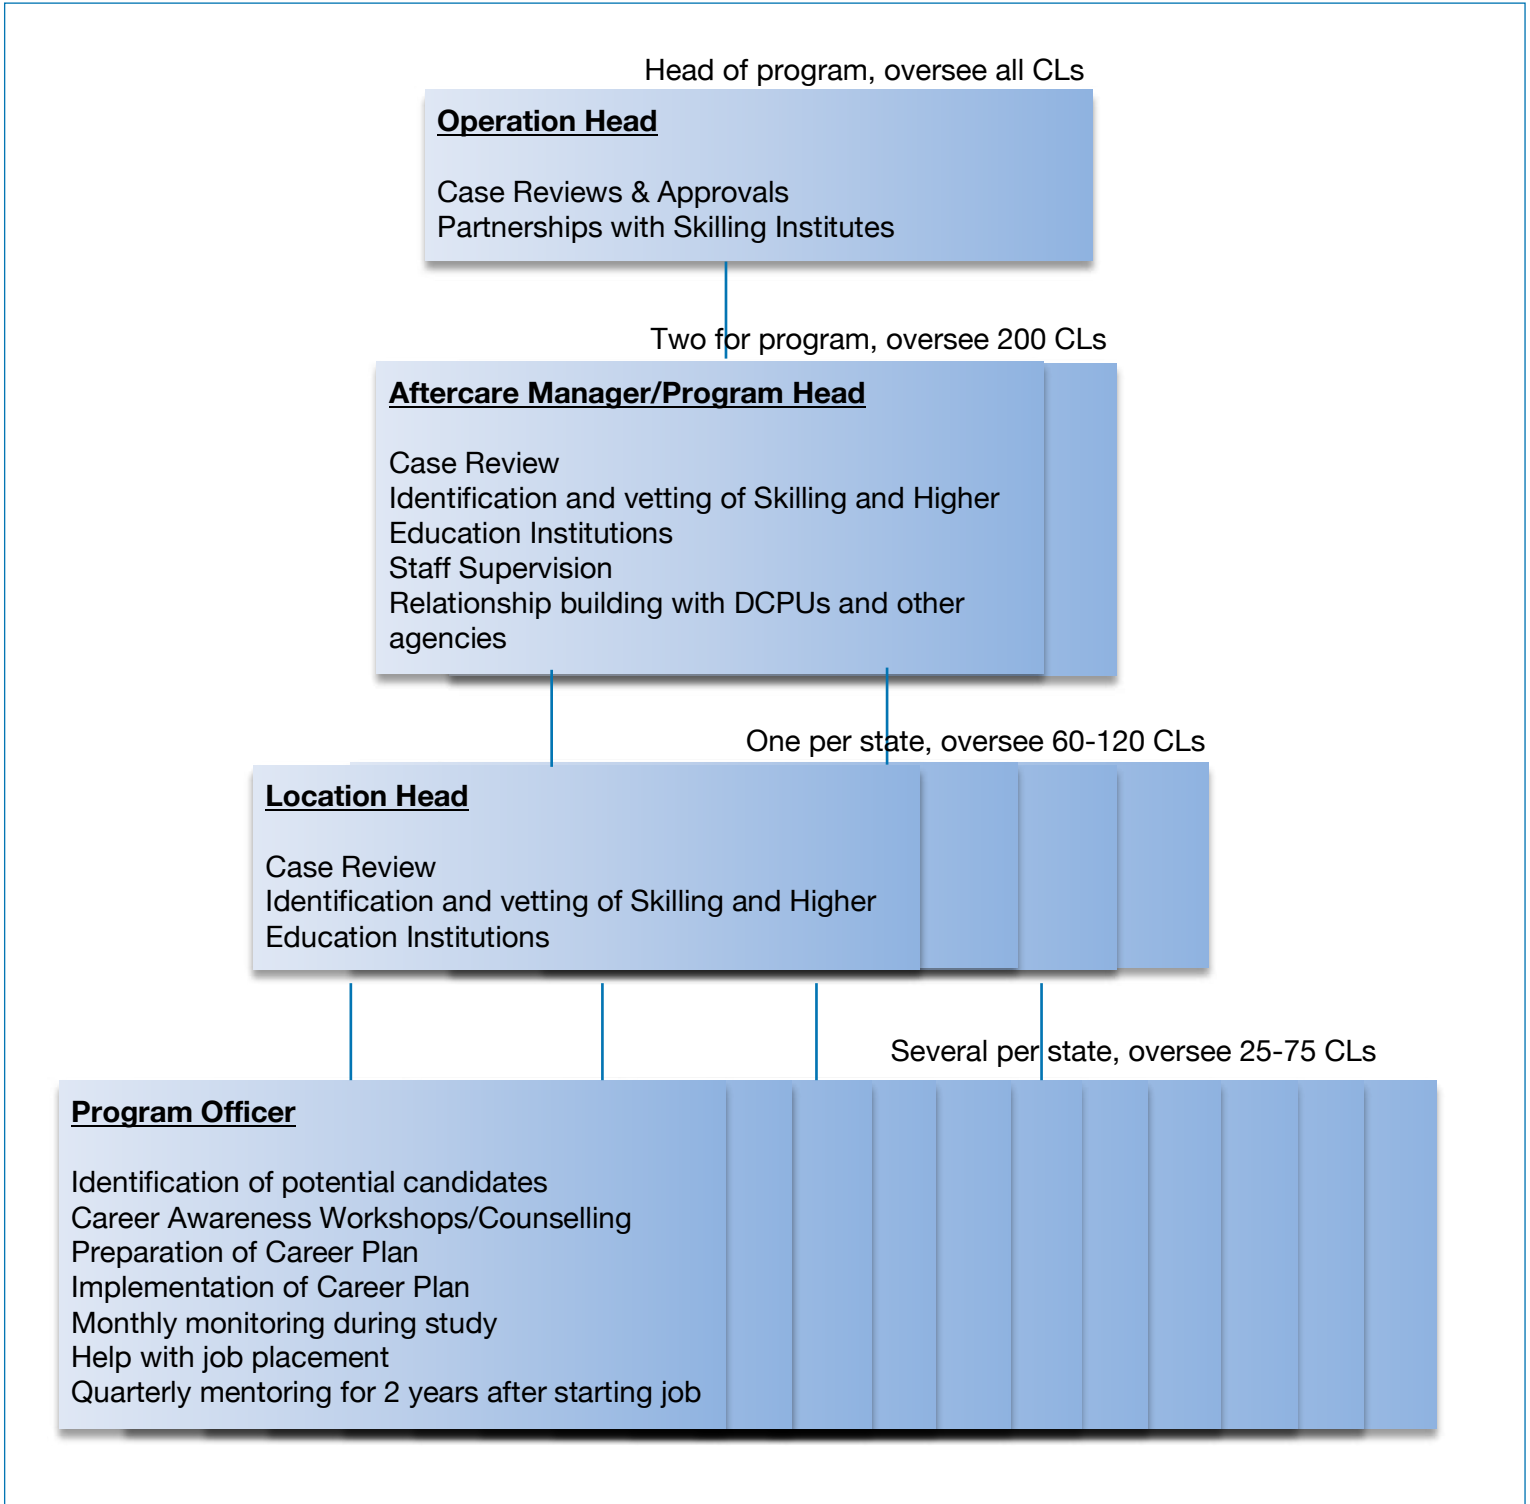 Head of program, oversee all CLs
Operation Head
Case Reviews & Approvals
Partnerships with Skilling Institutes
Two for program, oversee 200 CLs
Aftercare Manager/Program Head
Case Review
Identification and vetting of Skilling and Higher
Education Institutions
Staff Supervision
Relationship building with DCPUs and other
agencies
One per state, oversee 60-120 CLs
Location Head
Case Review
Identification and vetting of Skilling and Higher
Education Institutions
Several per state, oversee 25-75 CLs
Program Officer
Identification of potential candidates
Career Awareness Workshops/Counselling
Preparation of Career Plan
Implementation of Career Plan
Monthly monitoring during study
Help with job placement
Quarterly mentoring for 2 years after starting job